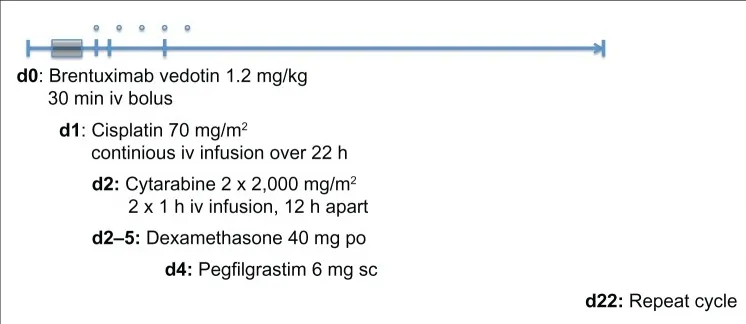 d0: Brentuximab vedotin 1.2 mg/kg
30 min iv bolus
d1: Cisplatin 70 mg/m²
continious iv infusion over 22 h
d2: Cytarabine 2 x 2,000 mg/m²
2 x 1 h iv infusion, 12 h apart
d2–5: Dexamethasone 40 mg po
d4: Pegfilgrastim 6 mg sc
d22: Repeat cycle